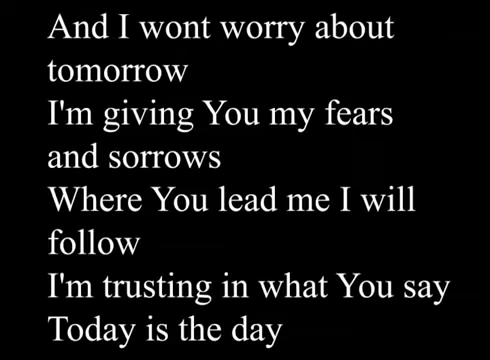 And I wont worry about
tomorrow
I'm giving You my fears
and sorrows
Where You lead me I will
follow
I'm trusting in what You say
Today is the day